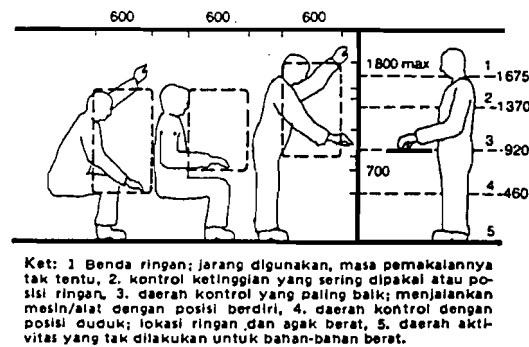 600 600 600
1800 max
1
1675
2
1370
3
920
700
4
460
5
Ket: 1 Benda ringan; jarang digunakan, masa pemakaiannya
tak tentu, 2. kontrol ketinggian yang sering dipakai atau po-
sisi ringan, 3. daerah kontrol yang paling baik; menjalankan
mesin/alat dengan posisi berdiri, 4. daerah kontrol dengan
posisi duduk; lokasi ringan dan agak berat, 5. daerah akti-
vitas yang tak dilakukan untuk bahan-bahan berat.